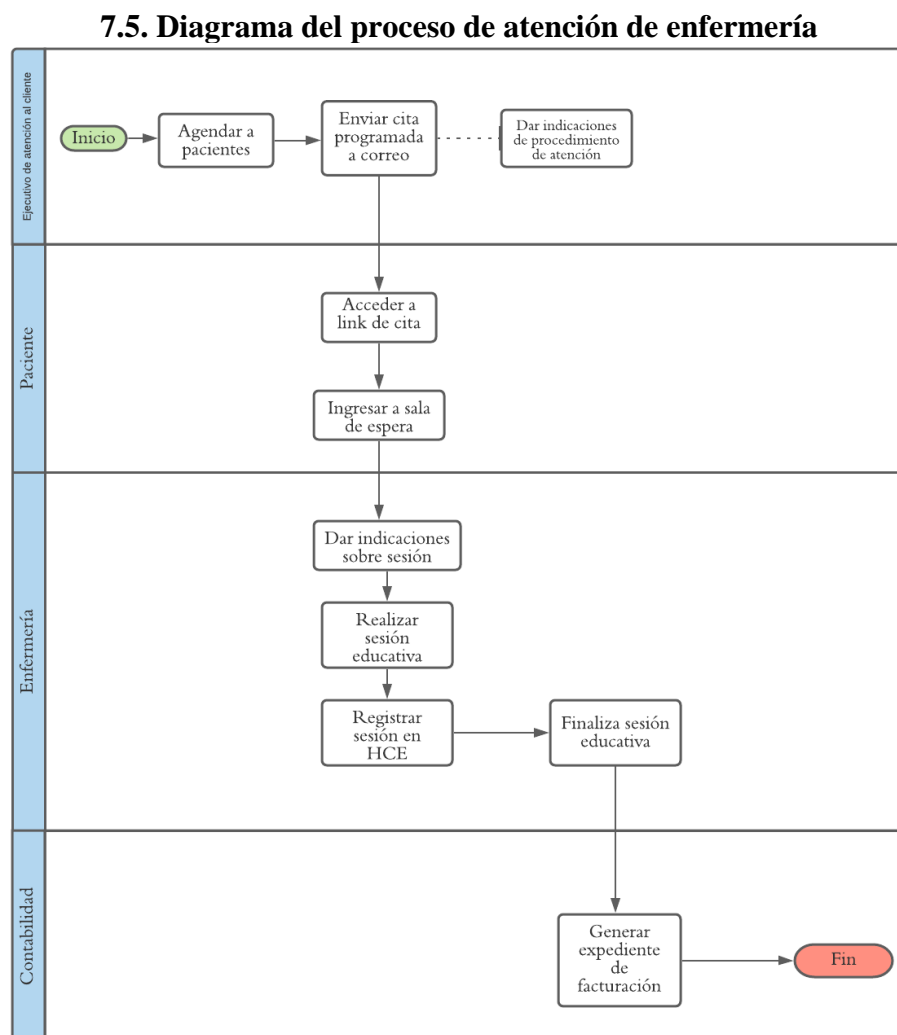 7.5. Diagrama del proceso de atención de enfermería
Ejecutivo de atención al cliente
Inicio
Agendar a
pacientes
Enviar cita
programada
a correo
Dar indicaciones
de procedimiento
de atención
Paciente
Acceder a
link de cita
Ingresar a sala
de espera
Enfermería
Dar indicaciones
sobre sesión
Realizar
sesión
educativa
Registrar
sesión en
HCE
Finaliza sesión
educativa
Contabilidad
Generar
expediente
de
facturación
Fin